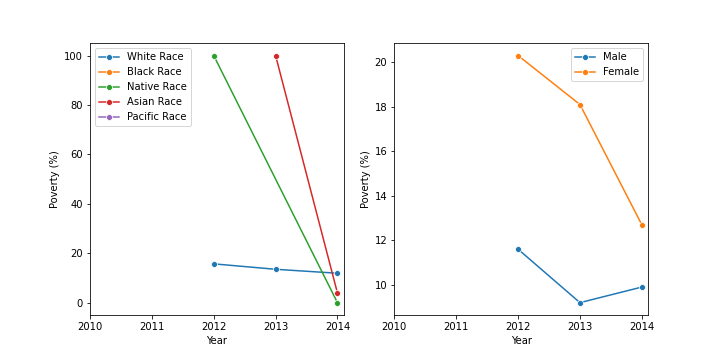 100
80
60
40
20
0
Poverty (%)
2010 2011 2012 2013 2014
Year
White Race
Black Race
Native Race
Asian Race
Pacific Race
20
18
16
14
12
10
Poverty (%)
2010 2011 2012 2013 2014
Year
Male
Female